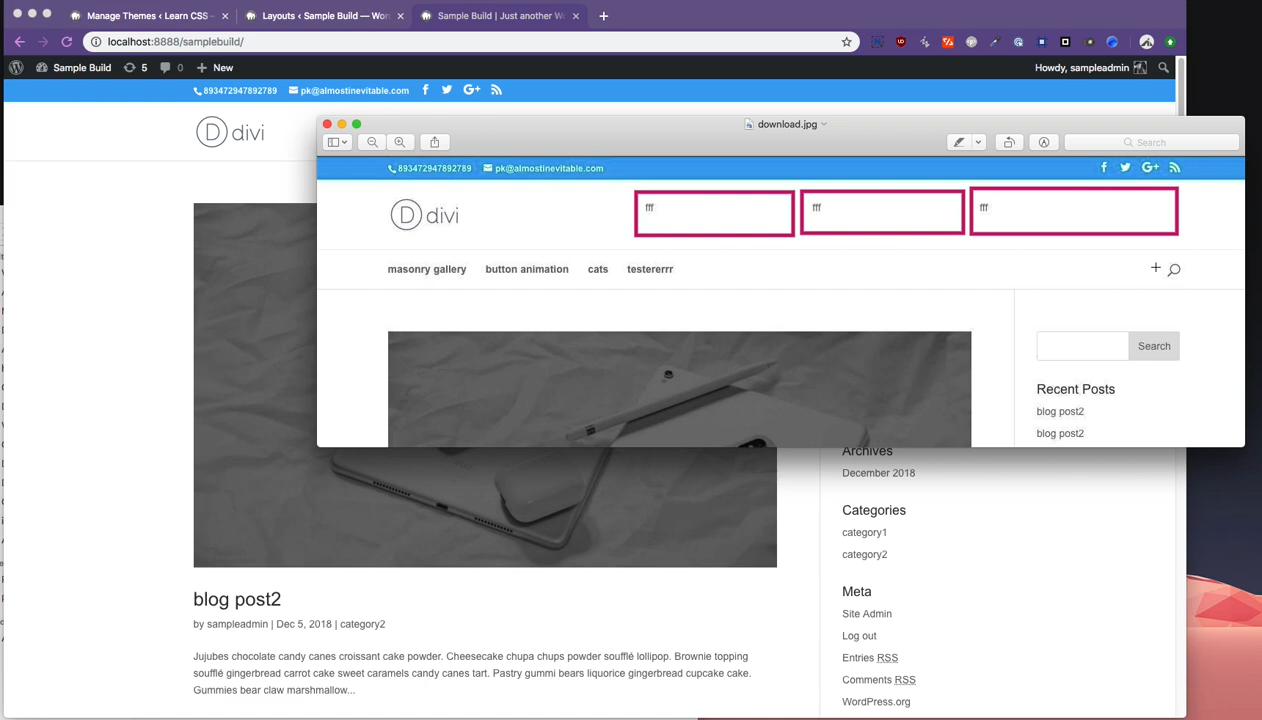 Manage Themes ‹ Learn CSS –
Layouts ‹ Sample Build — Wor
Sample Build | Just another W
localhost:8888/samplebuild/
Sample Build 5 0 New
Howdy, sampleadmin
893472947892789 pk@almostinevitable.com
divi
download.jpg
Search
893472947892789 pk@almostinevitable.com
divi
fff
fff
fff
masonry gallery button animation cats testererrr
Search
Recent Posts
blog post2
blog post2
Archives
December 2018
Categories
category1
category2
Meta
Site Admin
Log out
Entries RSS
Comments RSS
WordPress.org
blog post2
by sampleadmin | Dec 5, 2018 | category2
Jujubes chocolate candy canes croissant cake powder. Cheesecake chupa chups powder soufflé lollipop. Brownie topping
soufflé gingerbread carrot cake sweet caramels candy canes tart. Pastry gummi bears liquorice gingerbread cupcake cake.
Gummies bear claw marshmallow...